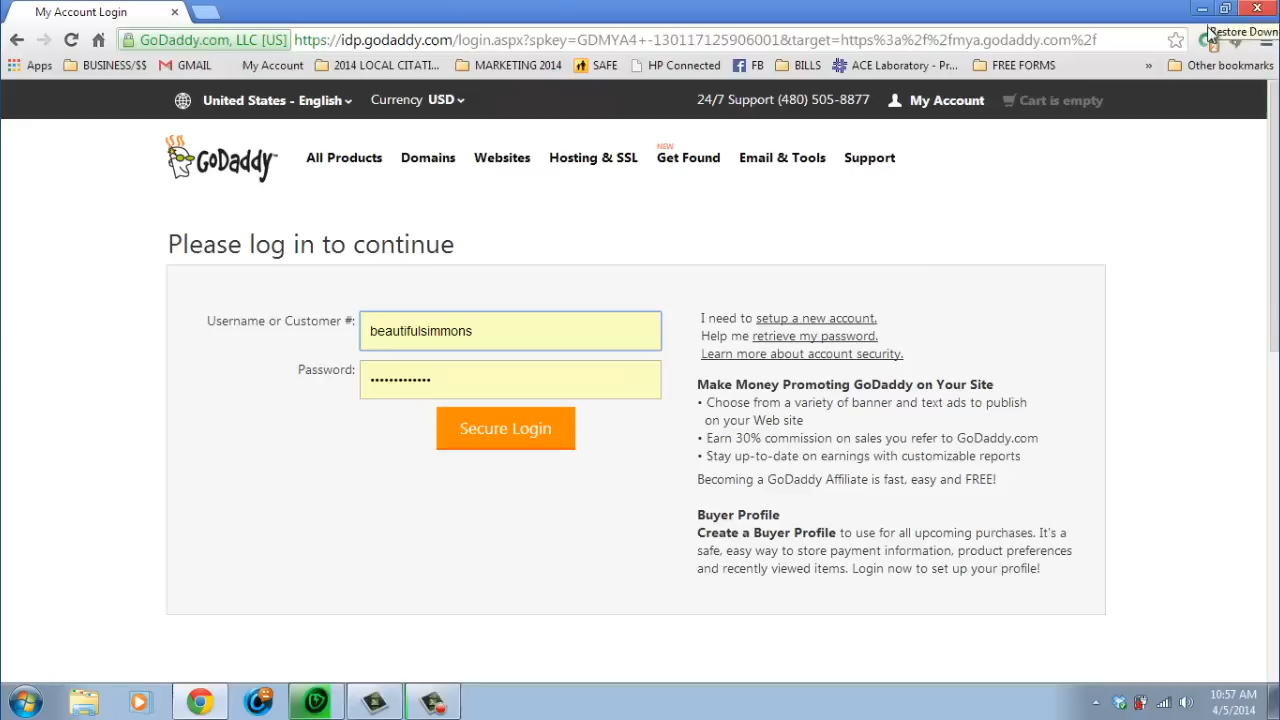 My Account Login
Restore Down
GoDaddy.com, LLC [US]
https://idp.godaddy.com/login.aspx?spkey=GDMYA4+-130117125906001&target=https%3a%2f%2fmya.godaddy.com%2f
Apps BUSINESS/$$ GMAIL My Account 2014 LOCAL CITATI... MARKETING 2014 SAFE HP Connected FB BILLS ACE Laboratory - Pr... FREE FORMS » Other bookmarks
United States - English Currency USD 24/7 Support (480) 505-8877 My Account Cart is empty
GoDaddy
All Products Domains Websites Hosting & SSL NEW Get Found Email & Tools Support
Please log in to continue
Username or Customer #: beautifulsimmons
Password: •••••••••••••
Secure Login
I need to setup a new account.
Help me retrieve my password.
Learn more about account security.
Make Money Promoting GoDaddy on Your Site
• Choose from a variety of banner and text ads to publish
on your Web site
• Earn 30% commission on sales you refer to GoDaddy.com
• Stay up-to-date on earnings with customizable reports
Becoming a GoDaddy Affiliate is fast, easy and FREE!
Buyer Profile
Create a Buyer Profile to use for all upcoming purchases. It's a
safe, easy way to store payment information, product preferences
and recently viewed items. Login now to set up your profile!
10:57 AM
4/5/2014